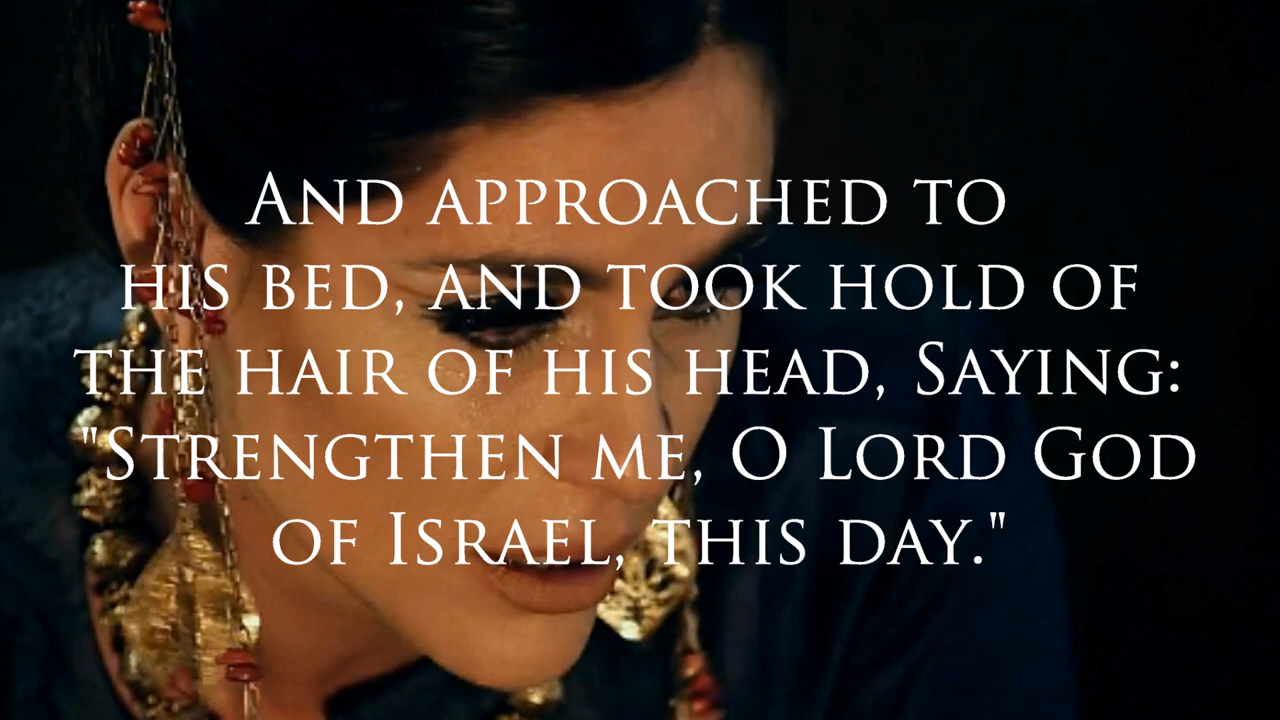 And approached to
his bed, and took hold of
the hair of his head, Saying:
"Strengthen me, O Lord God
of Israel, this day."